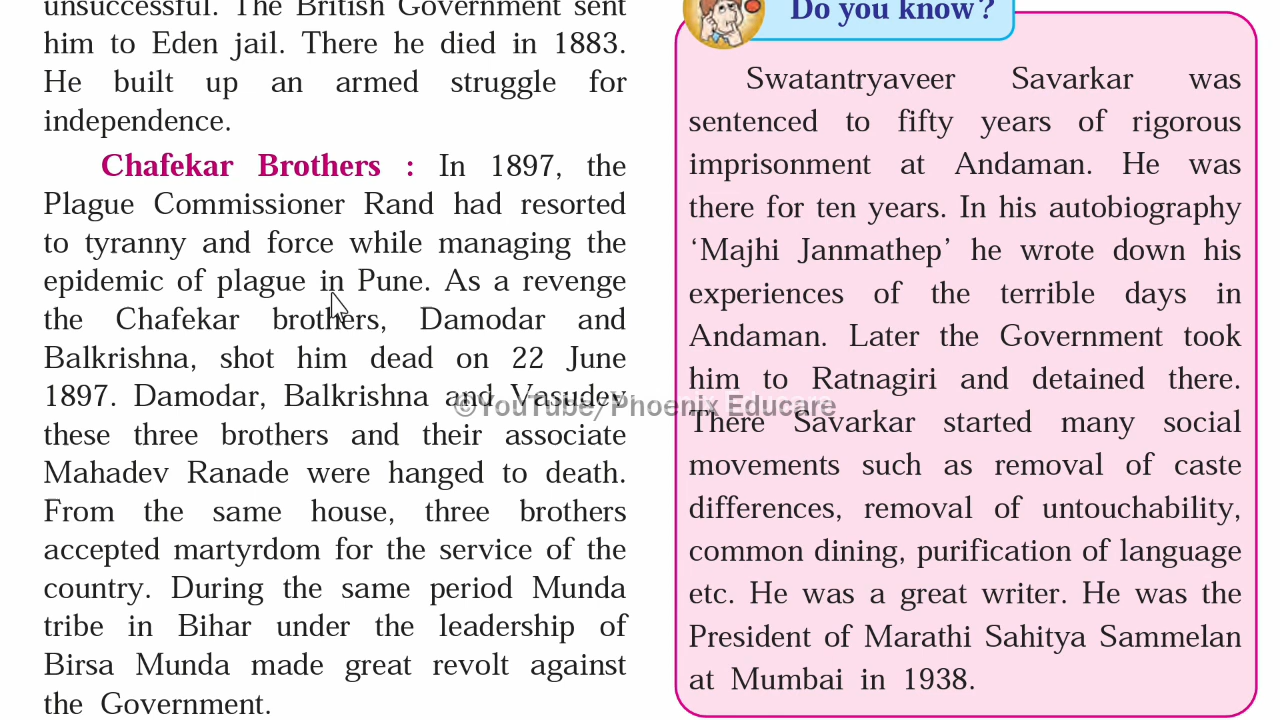 unsuccessful. The British Government sent
him to Eden jail. There he died in 1883.
He built up an armed struggle for
independence.
Chafekar Brothers : In 1897, the
Plague Commissioner Rand had resorted
to tyranny and force while managing the
epidemic of plague in Pune. As a revenge
the Chafekar brothers, Damodar and
Balkrishna, shot him dead on 22 June
1897. Damodar, Balkrishna and Vasudev
these three brothers and their associate
Mahadev Ranade were hanged to death.
From the same house, three brothers
accepted martyrdom for the service of the
country. During the same period Munda
tribe in Bihar under the leadership of
Birsa Munda made great revolt against
the Government.
Do you know?
Swatantryaveer Savarkar was
sentenced to fifty years of rigorous
imprisonment at Andaman. He was
there for ten years. In his autobiography
‘Majhi Janmathep’ he wrote down his
experiences of the terrible days in
Andaman. Later the Government took
him to Ratnagiri and detained there.
There Savarkar started many social
movements such as removal of caste
differences, removal of untouchability,
common dining, purification of language
etc. He was a great writer. He was the
President of Marathi Sahitya Sammelan
at Mumbai in 1938.
©YouTube/Phoenix Educare